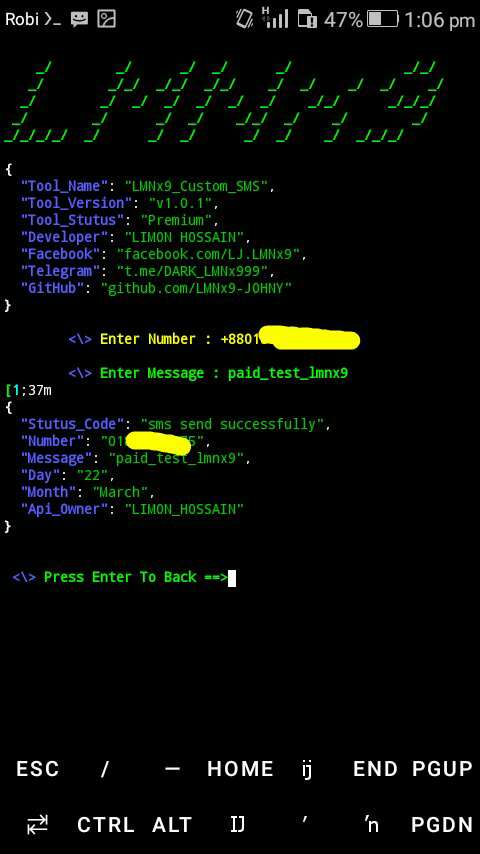 Robi 47% 1:06 pm
LMNx9
{
"Tool_Name": "LMNx9_Custom_SMS",
"Tool_Version": "v1.0.1",
"Tool_Stutus": "Premium",
"Developer": "LIMON HOSSAIN",
"Facebook": "facebook.com/LJ.LMNx9",
"Telegram": "t.me/DARK_LMNx999",
"GitHub": "github.com/LMNx9-JOHNY"
}
<\> Enter Number : +8801
<\> Enter Message : paid_test_lmnx9
[1;37m
{
"Stutus_Code": "sms send successfully",
"Number": "01 5",
"Message": "paid_test_lmnx9",
"Day": "22",
"Month": "March",
"Api_Owner": "LIMON_HOSSAIN"
}
<\> Press Enter To Back ==>
ESC / — HOME ij END PGUP
CTRL ALT IJ ′ ŉ PGDN